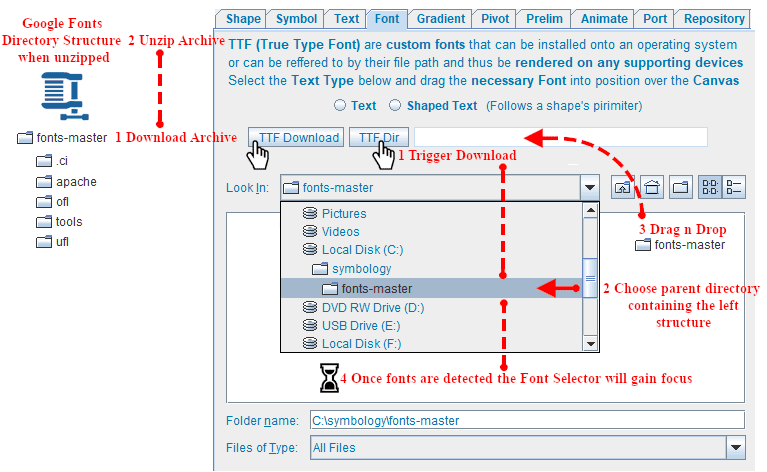 Google Fonts
Directory Structure
when unzipped
2 Unzip Archive
1 Download Archive
fonts-master
.ci
apache
ofl
tools
ufl
Shape Symbol Text Font Gradient Pivot Prelim Animate Port Repository
TTF (True Type Font) are custom fonts that can be installed onto an operating system
or can be reffered to by their file path and thus be rendered on any supporting devices
Select the Text Type below and drag the necessary Font into position over the Canvas
Text Shaped Text (Follows a shape's pirimiter)
TTF Download TTF Dir
1 Trigger Download
Look In: fonts-master
Pictures
Videos
Local Disk (C:)
symbology
fonts-master
DVD RW Drive (D:)
USB Drive (E:)
Local Disk (F:)
3 Drag n Drop
fonts-master
2 Choose parent directory
containing the left
structure
4 Once fonts are detected the Font Selector will gain focus
Folder name: C:\symbology\fonts-master
Files of Type: All Files